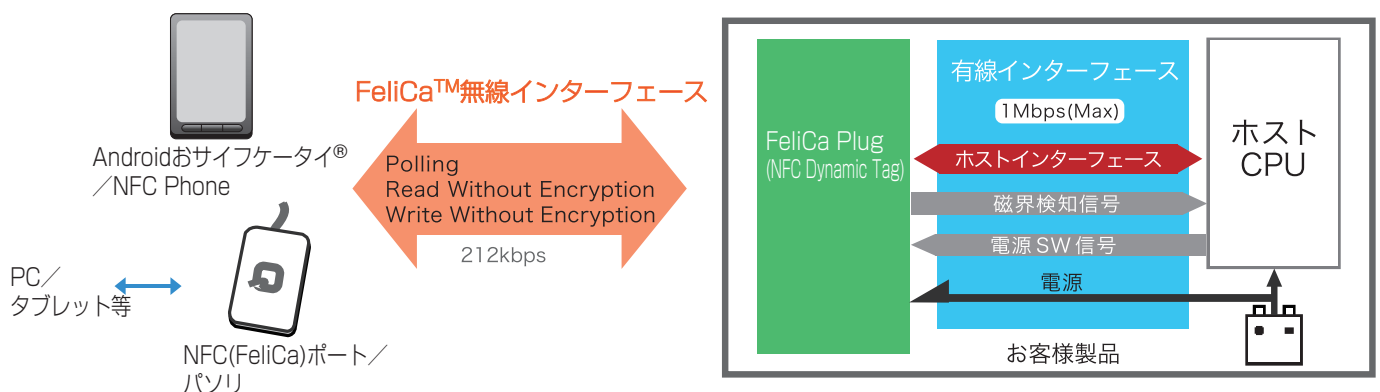 Androidおサイフケータイ®
／NFC Phone
PC／
タブレット等
NFC(FeliCa)ポート／
パソリ
FeliCa™無線インターフェース
Polling
Read Without Encryption
Write Without Encryption
212kbps
FeliCa Plug
(NFC Dynamic Tag)
有線インターフェース
1Mbps(Max)
ホストインターフェース
磁界検知信号
電源SW信号
電源
ホスト
CPU
お客様製品